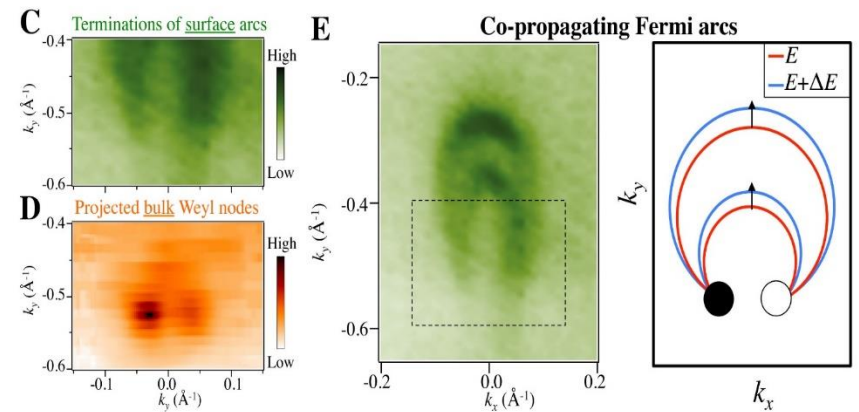 C
Terminations of surface arcs
-0.4
-0.5
-0.6
k_y (Å⁻¹)
High
Low
D
Projected bulk Weyl nodes
-0.4
-0.5
-0.6
k_y (Å⁻¹)
-0.1
0.0
0.1
k_y (Å⁻¹)
High
Low
E
Co-propagating Fermi arcs
-0.2
-0.4
-0.6
k_y (Å⁻¹)
-0.2
0.0
0.2
k_x (Å⁻¹)
E
E+ΔE
k_y
k_x